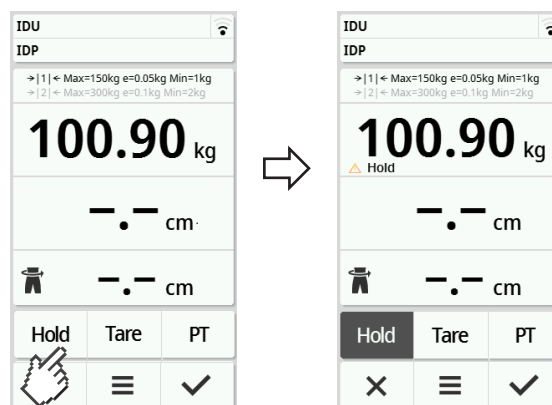 IDU
IDP
→|1|← Max=150kg e=0.05kg Min=1kg
→|2|← Max=300kg e=0.1kg Min=2kg
100.90 kg
-.- cm
-.- cm
Hold Tare PT
IDU
IDP
→|1|← Max=150kg e=0.05kg Min=1kg
→|2|← Max=300kg e=0.1kg Min=2kg
100.90 kg
Hold
-.- cm
-.- cm
Hold Tare PT